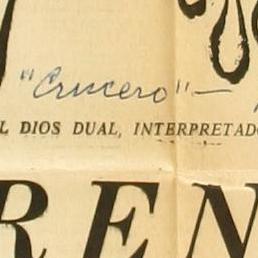 "Crucero" —
L DIOS DUAL, INTERPRETADO
REN